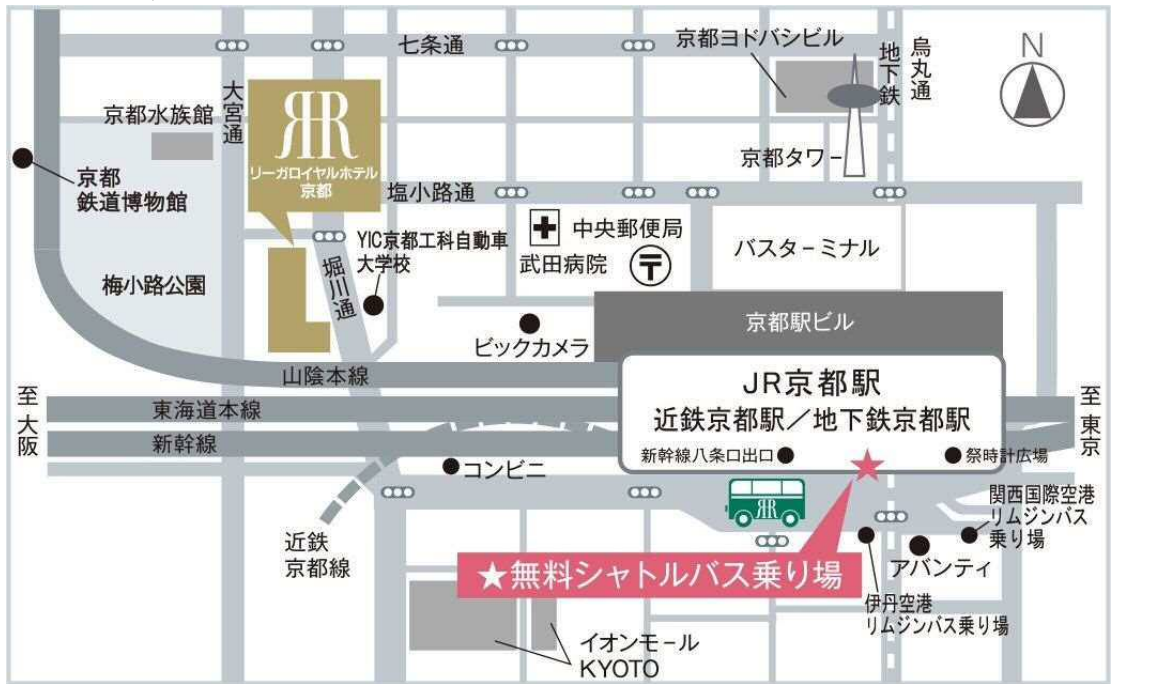 七条通
京都ヨドバシビル
地下鉄
烏丸通
N
大宮通
京都水族館
リーガロイヤルホテル
京都
京都タワー
京都
鉄道博物館
塩小路通
YIC京都工科自動車
大学校
中央郵便局
武田病院
〒
バスターミナル
梅小路公園
堀川通
京都駅ビル
ビックカメラ
山陰本線
JR京都駅
至 大阪
東海道本線
近鉄京都駅/地下鉄京都駅
至 東京
新幹線
新幹線八条口出口
祭時計広場
コンビニ
関西国際空港
リムジンバス
乗り場
近鉄
京都線
★無料シャトルバス乗り場
アバンティ
伊丹空港
リムジンバス乗り場
イオンモール
KYOTO